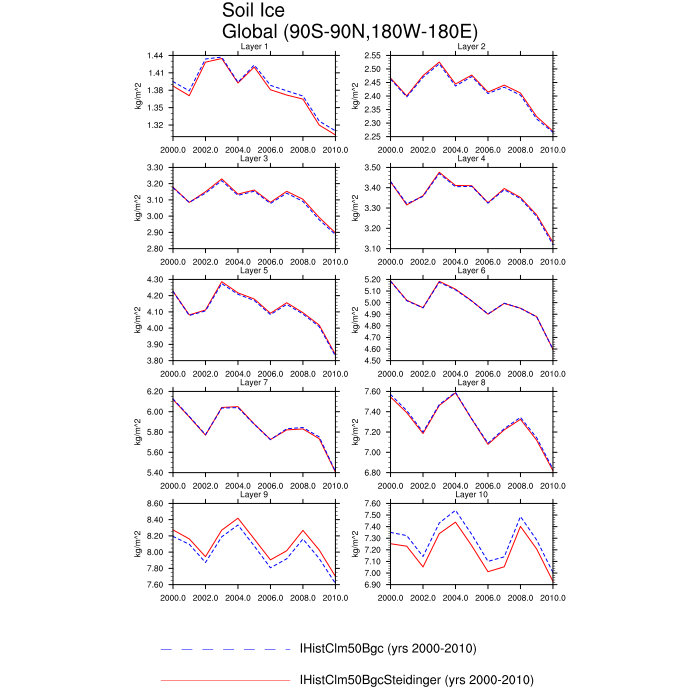 Soil Ice
Global (90S-90N,180W-180E)
Layer 1
Layer 2
kg/m^2
1.44
1.41
1.38
1.35
1.32
2000.0 2002.0 2004.0 2006.0 2008.0 2010.0
kg/m^2
2.55
2.50
2.45
2.40
2.35
2.30
2.25
2000.0 2002.0 2004.0 2006.0 2008.0 2010.0
Layer 3
Layer 4
kg/m^2
3.30
3.20
3.10
3.00
2.90
2.80
2000.0 2002.0 2004.0 2006.0 2008.0 2010.0
kg/m^2
3.50
3.40
3.30
3.20
3.10
2000.0 2002.0 2004.0 2006.0 2008.0 2010.0
Layer 5
Layer 6
kg/m^2
4.30
4.20
4.10
4.00
3.90
3.80
2000.0 2002.0 2004.0 2006.0 2008.0 2010.0
kg/m^2
5.20
5.10
5.00
4.90
4.80
4.70
4.60
4.50
2000.0 2002.0 2004.0 2006.0 2008.0 2010.0
Layer 7
Layer 8
kg/m^2
6.20
6.00
5.80
5.60
5.40
2000.0 2002.0 2004.0 2006.0 2008.0 2010.0
kg/m^2
7.60
7.40
7.20
7.00
6.80
2000.0 2002.0 2004.0 2006.0 2008.0 2010.0
Layer 9
Layer 10
kg/m^2
8.60
8.40
8.20
8.00
7.80
7.60
2000.0 2002.0 2004.0 2006.0 2008.0 2010.0
kg/m^2
7.60
7.50
7.40
7.30
7.20
7.10
7.00
6.90
2000.0 2002.0 2004.0 2006.0 2008.0 2010.0
IHistClm50Bgc (yrs 2000-2010)
IHistClm50BgcSteidinger (yrs 2000-2010)